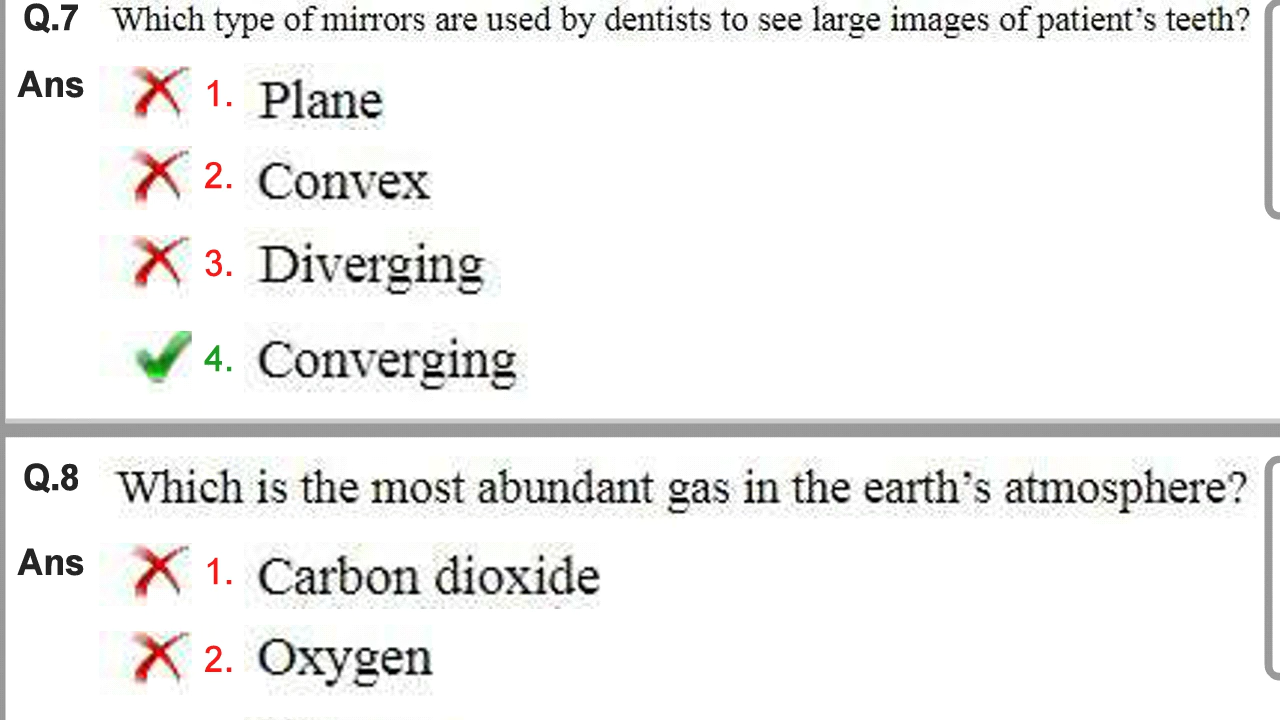 Q.7 Which type of mirrors are used by dentists to see large images of patient's teeth?
Ans 1. Plane
2. Convex
3. Diverging
4. Converging
Q.8 Which is the most abundant gas in the earth's atmosphere?
Ans 1. Carbon dioxide
2. Oxygen